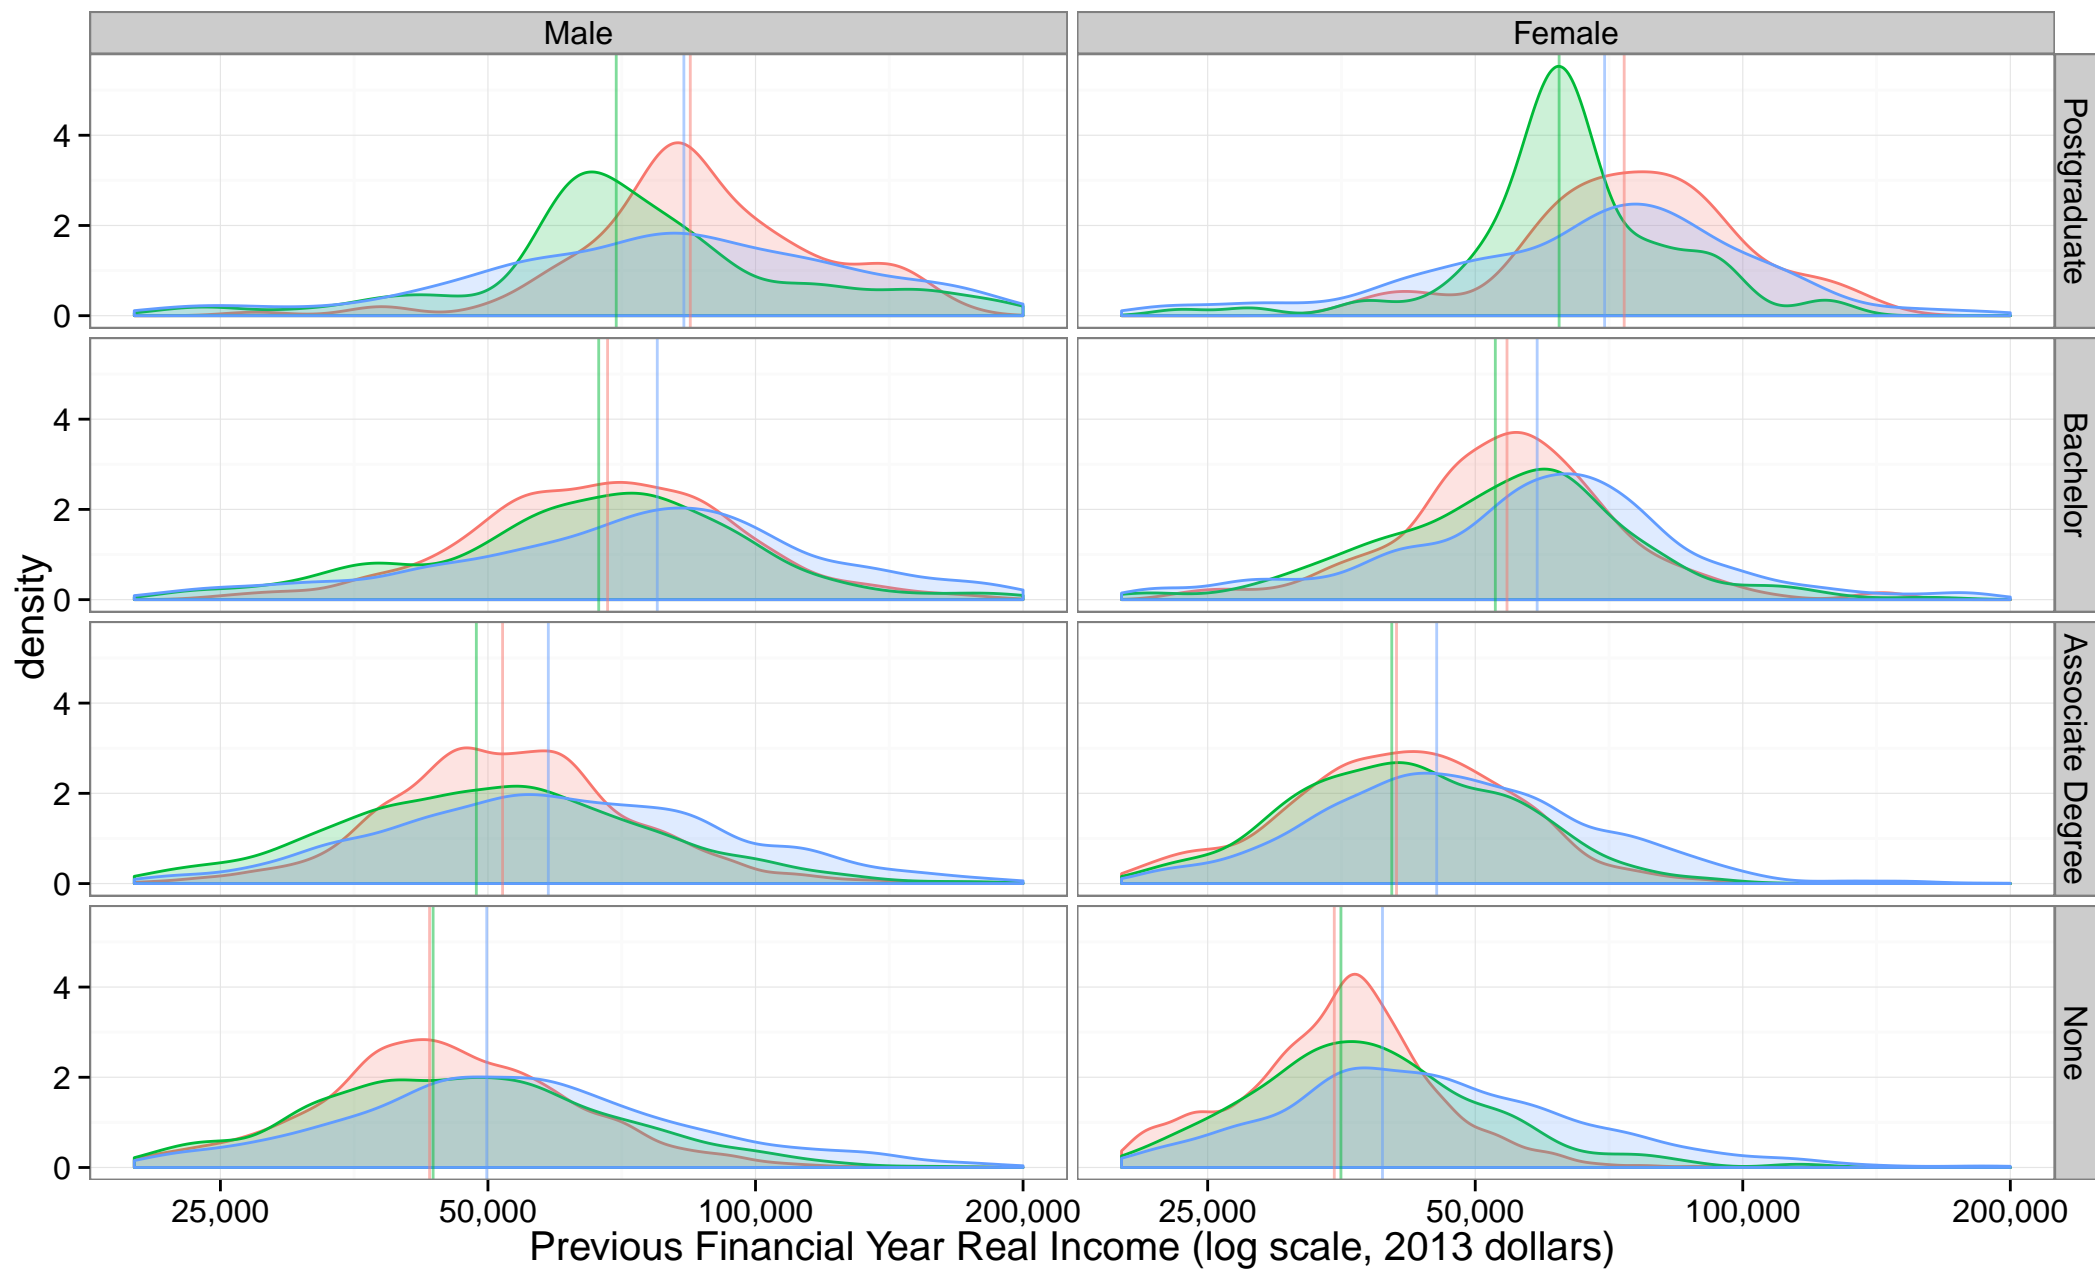 Male
Female
4
2
0
Postgraduate
4
2
0
Bachelor
density
4
2
0
Associate Degree
4
2
0
None
25,000
50,000
100,000
200,000
25,000
50,000
100,000
200,000
Previous Financial Year Real Income (log scale, 2013 dollars)